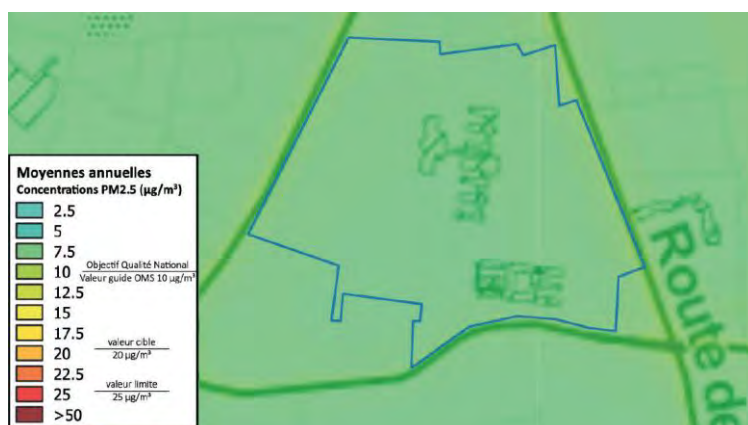 Moyennes annuelles
Concentrations PM2.5 (µg/m³)
2.5
5
7.5
10 Objectif Qualité National
Valeur guide OMS 10 µg/m³
12.5
15
17.5
20 valeur cible
20 µg/m³
22.5
25 valeur limite
25 µg/m³
>50
Route de